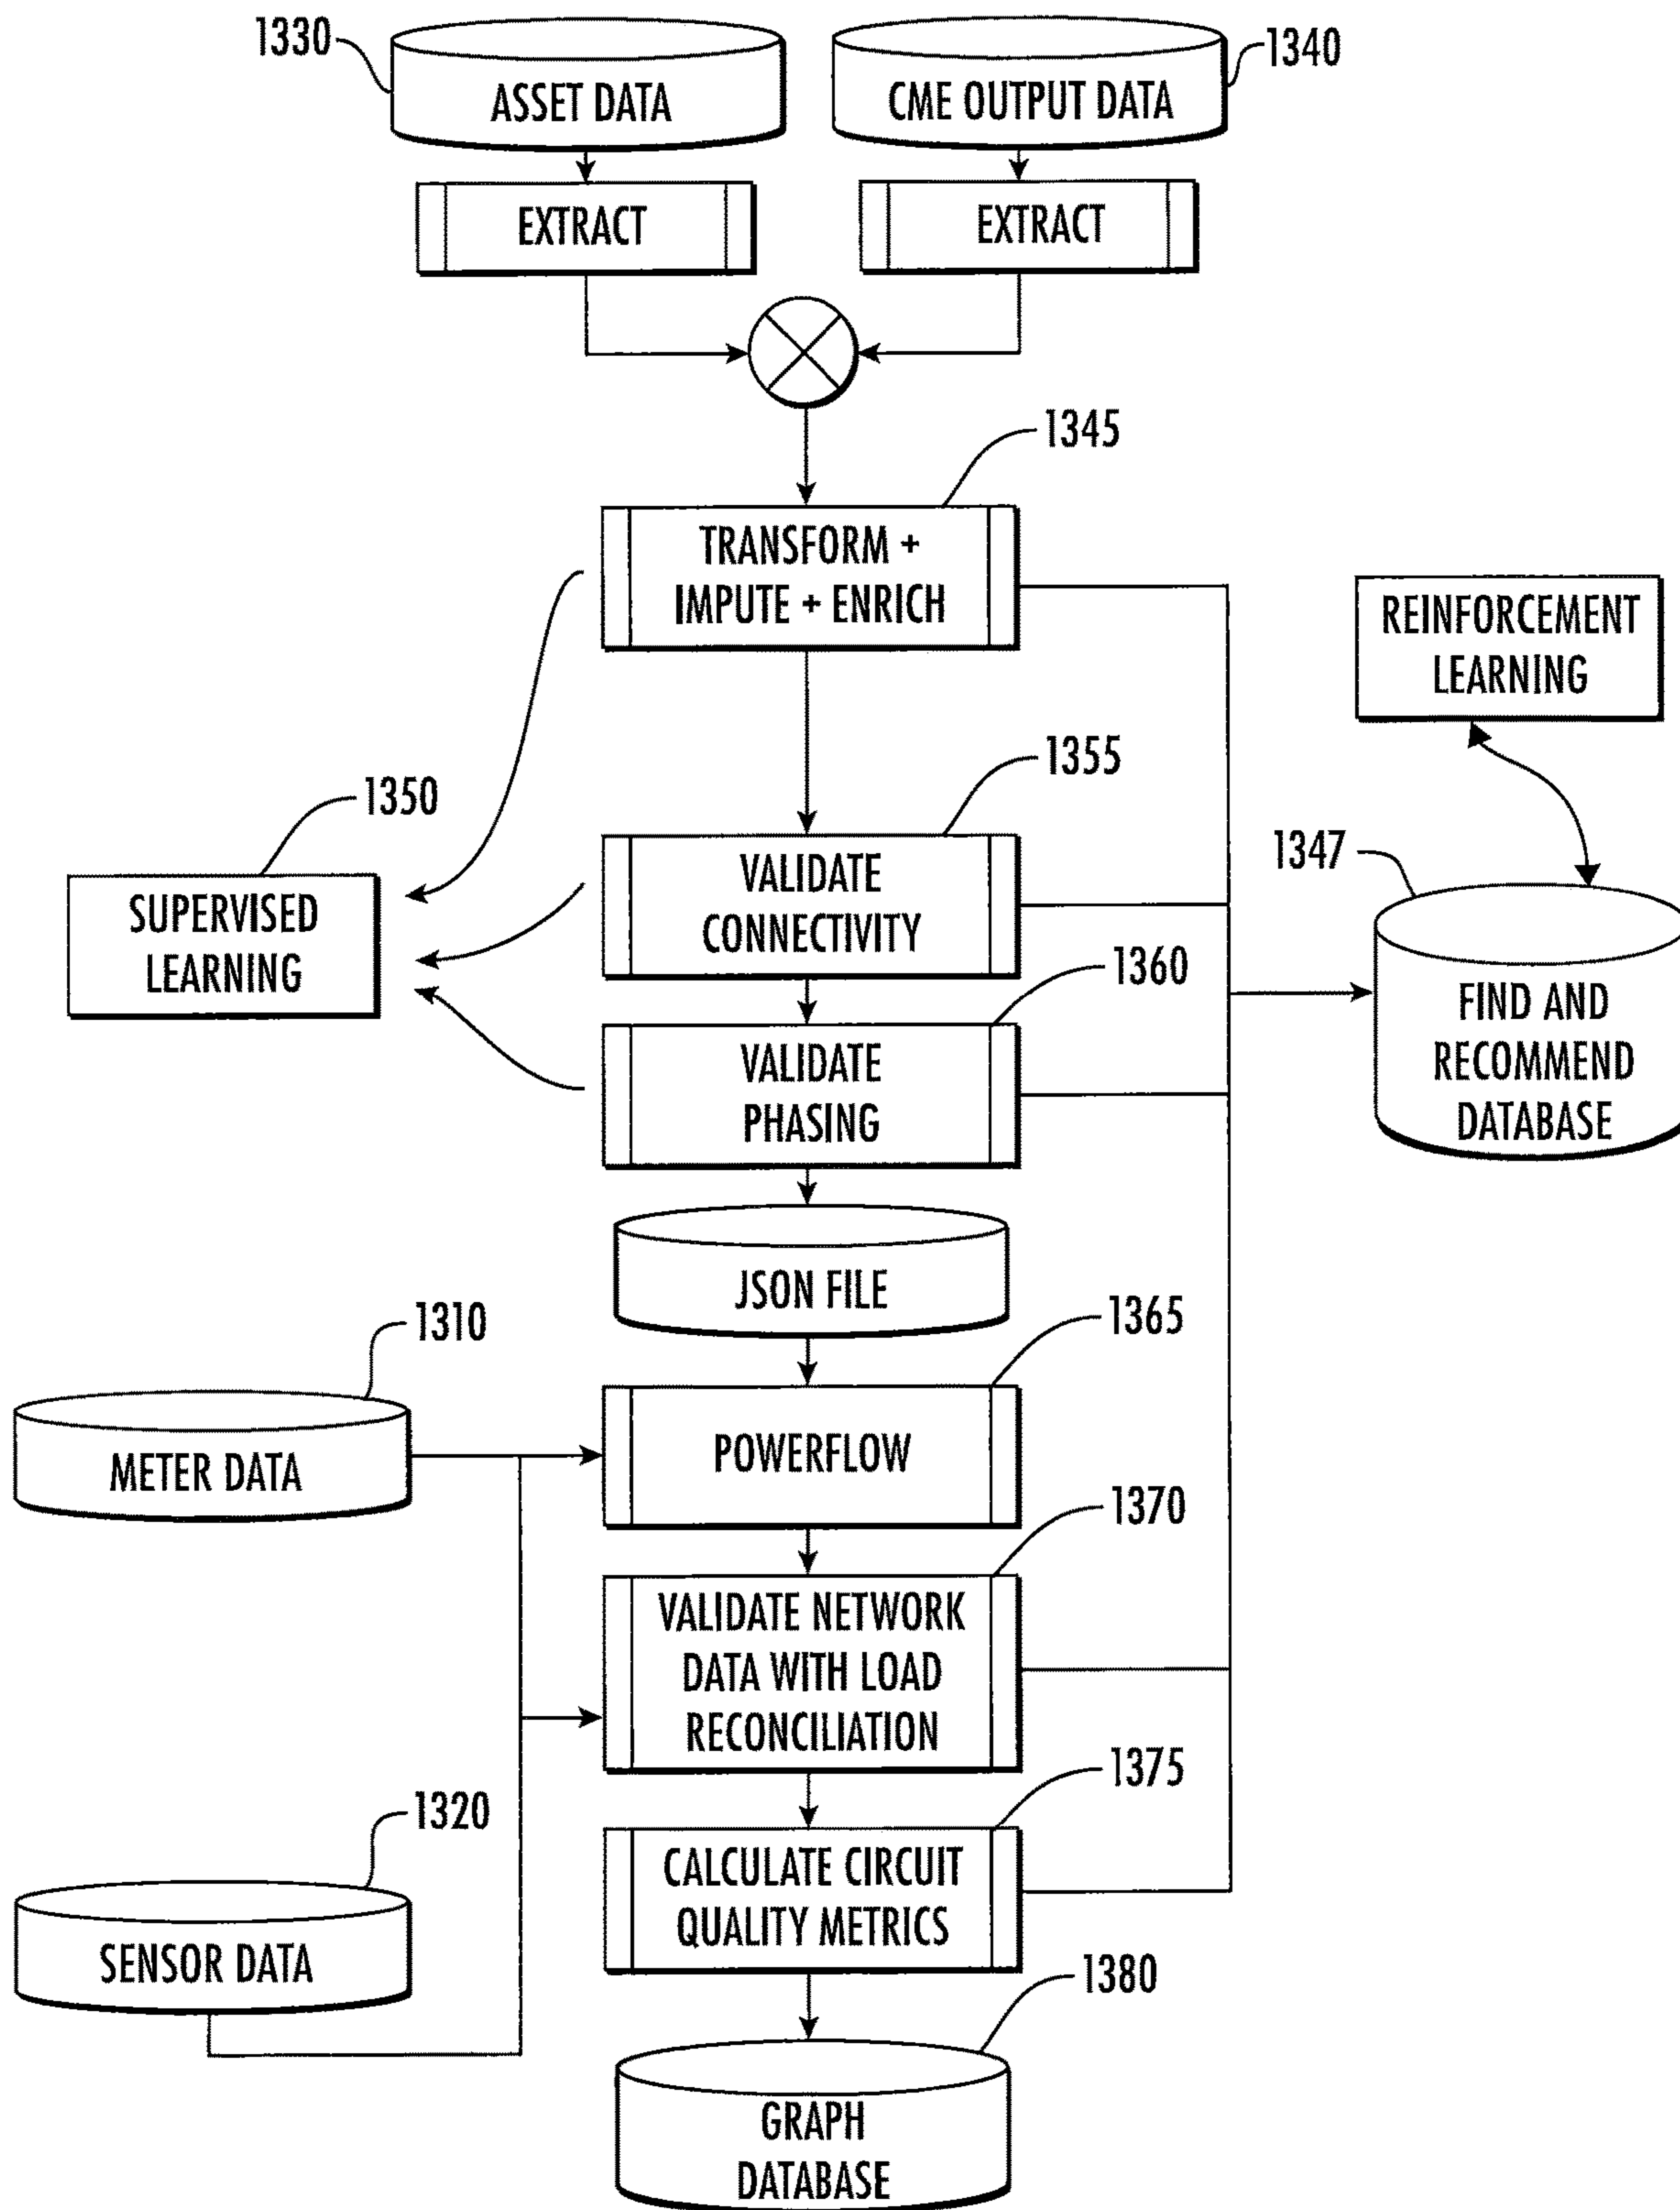 1330
ASSET DATA
CME OUTPUT DATA
1340
EXTRACT
EXTRACT
1345
TRANSFORM +
IMPUTE + ENRICH
REINFORCEMENT
LEARNING
1355
1350
1347
SUPERVISED
LEARNING
VALIDATE
CONNECTIVITY
1360
FIND AND
RECOMMEND
DATABASE
VALIDATE
PHASING
JSON FILE
1310
1365
METER DATA
POWERFLOW
1370
VALIDATE NETWORK
DATA WITH LOAD
RECONCILIATION
1375
1320
CALCULATE CIRCUIT
QUALITY METRICS
SENSOR DATA
1380
GRAPH
DATABASE